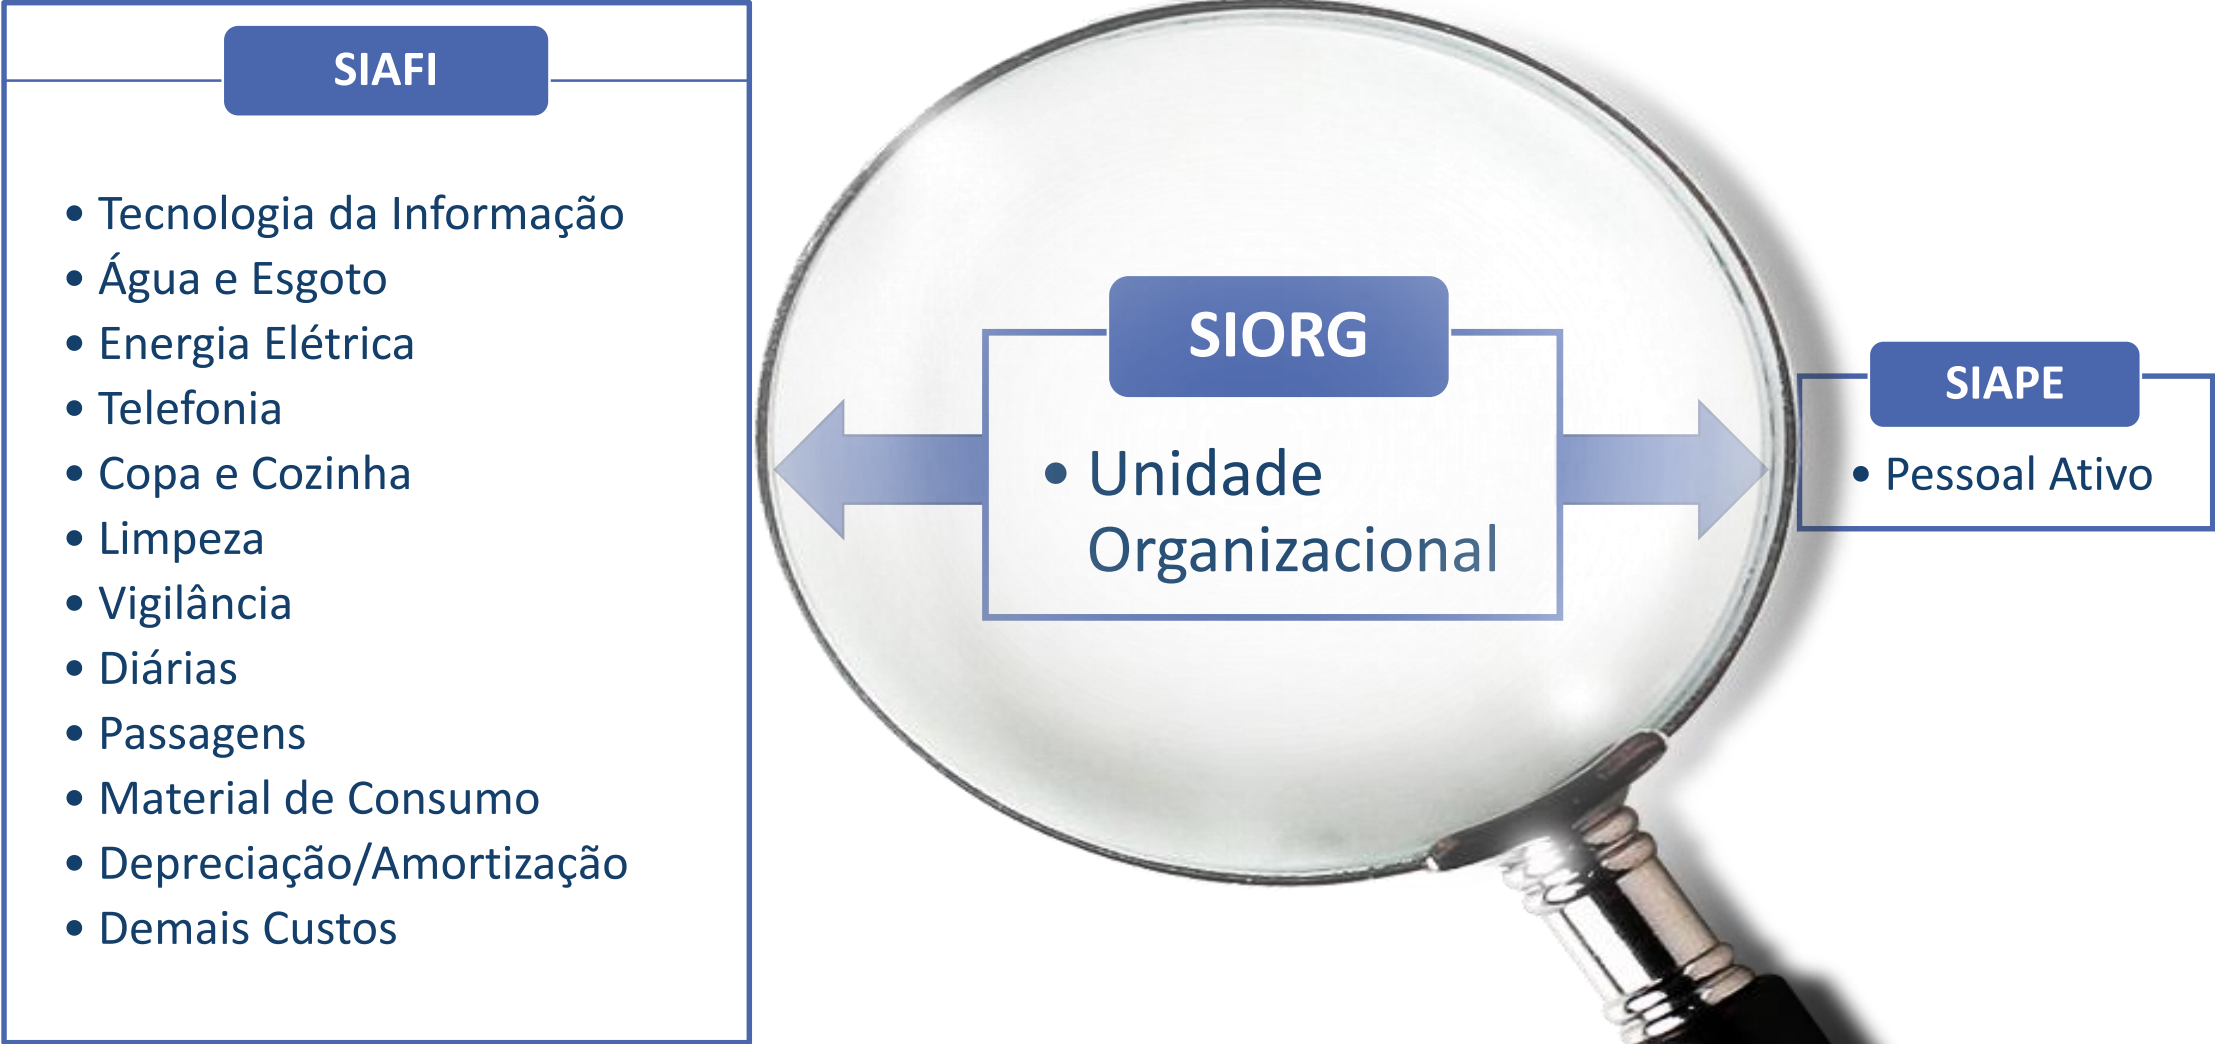 SIAFI
• Tecnologia da Informação
• Água e Esgoto
• Energia Elétrica
• Telefonia
• Copa e Cozinha
• Limpeza
• Vigilância
• Diárias
• Passagens
• Material de Consumo
• Depreciação/Amortização
• Demais Custos
SIORG
• Unidade
Organizacional
SIAPE
• Pessoal Ativo